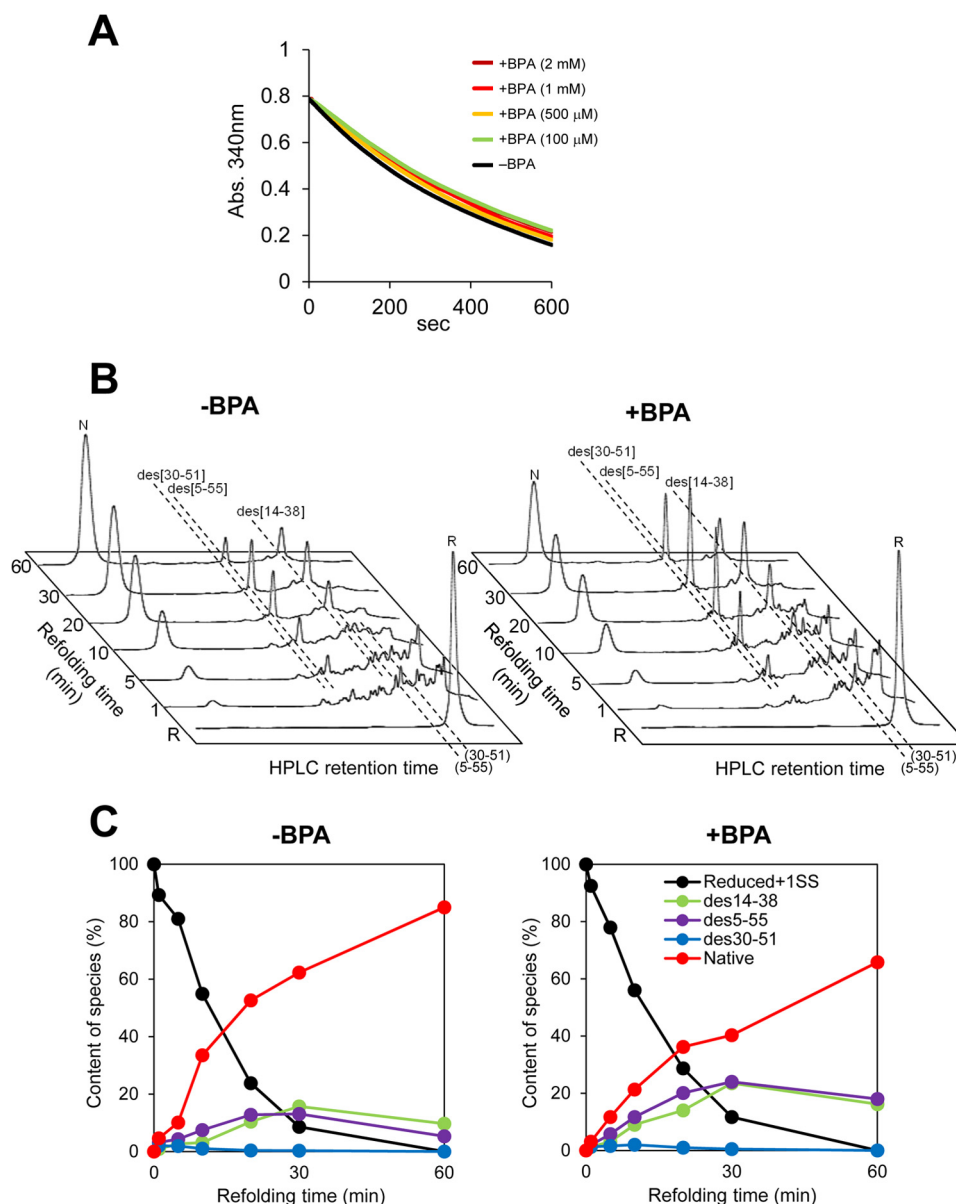 A
1
0.8
0.6
0.4
0.2
0
Abs. 340nm
0 200 400 600
sec
+BPA (2 mM)
+BPA (1 mM)
+BPA (500 μM)
+BPA (100 μM)
–BPA
B
-BPA
N
des[30-51]
des[5-55]
des[14-38]
R
60
30
20
10
5
1
R
Refolding time
(min)
HPLC retention time
(30-51)
(5-55)
+BPA
des[30-51]
des[5-55]
N
des[14-38]
R
60
30
20
10
5
1
R
Refolding time
(min)
HPLC retention time
(30-51)
(5-55)
C
-BPA
100
80
60
40
20
0
Content of species (%)
0 30 60
Refolding time (min)
+BPA
100
80
60
40
20
0
Content of species (%)
Reduced+1SS
des14-38
des5-55
des30-51
Native
0 30 60
Refolding time (min)